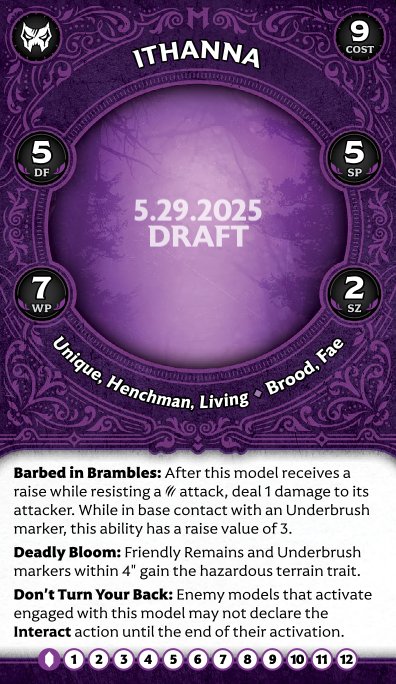 ITHANNA
9
COST
5
DF
5
SP
5.29.2025
DRAFT
7
WP
2
SZ
Unique, Henchman, Living ♦ Brood, Fae
Barbed in Brambles: After this model receives a
raise while resisting a attack, deal 1 damage to its
attacker. While in base contact with an Underbrush
marker, this ability has a raise value of 3.
Deadly Bloom: Friendly Remains and Underbrush
markers within 4" gain the hazardous terrain trait.
Don't Turn Your Back: Enemy models that activate
engaged with this model may not declare the
Interact action until the end of their activation.
1 2 3 4 5 6 7 8 9 10 11 12